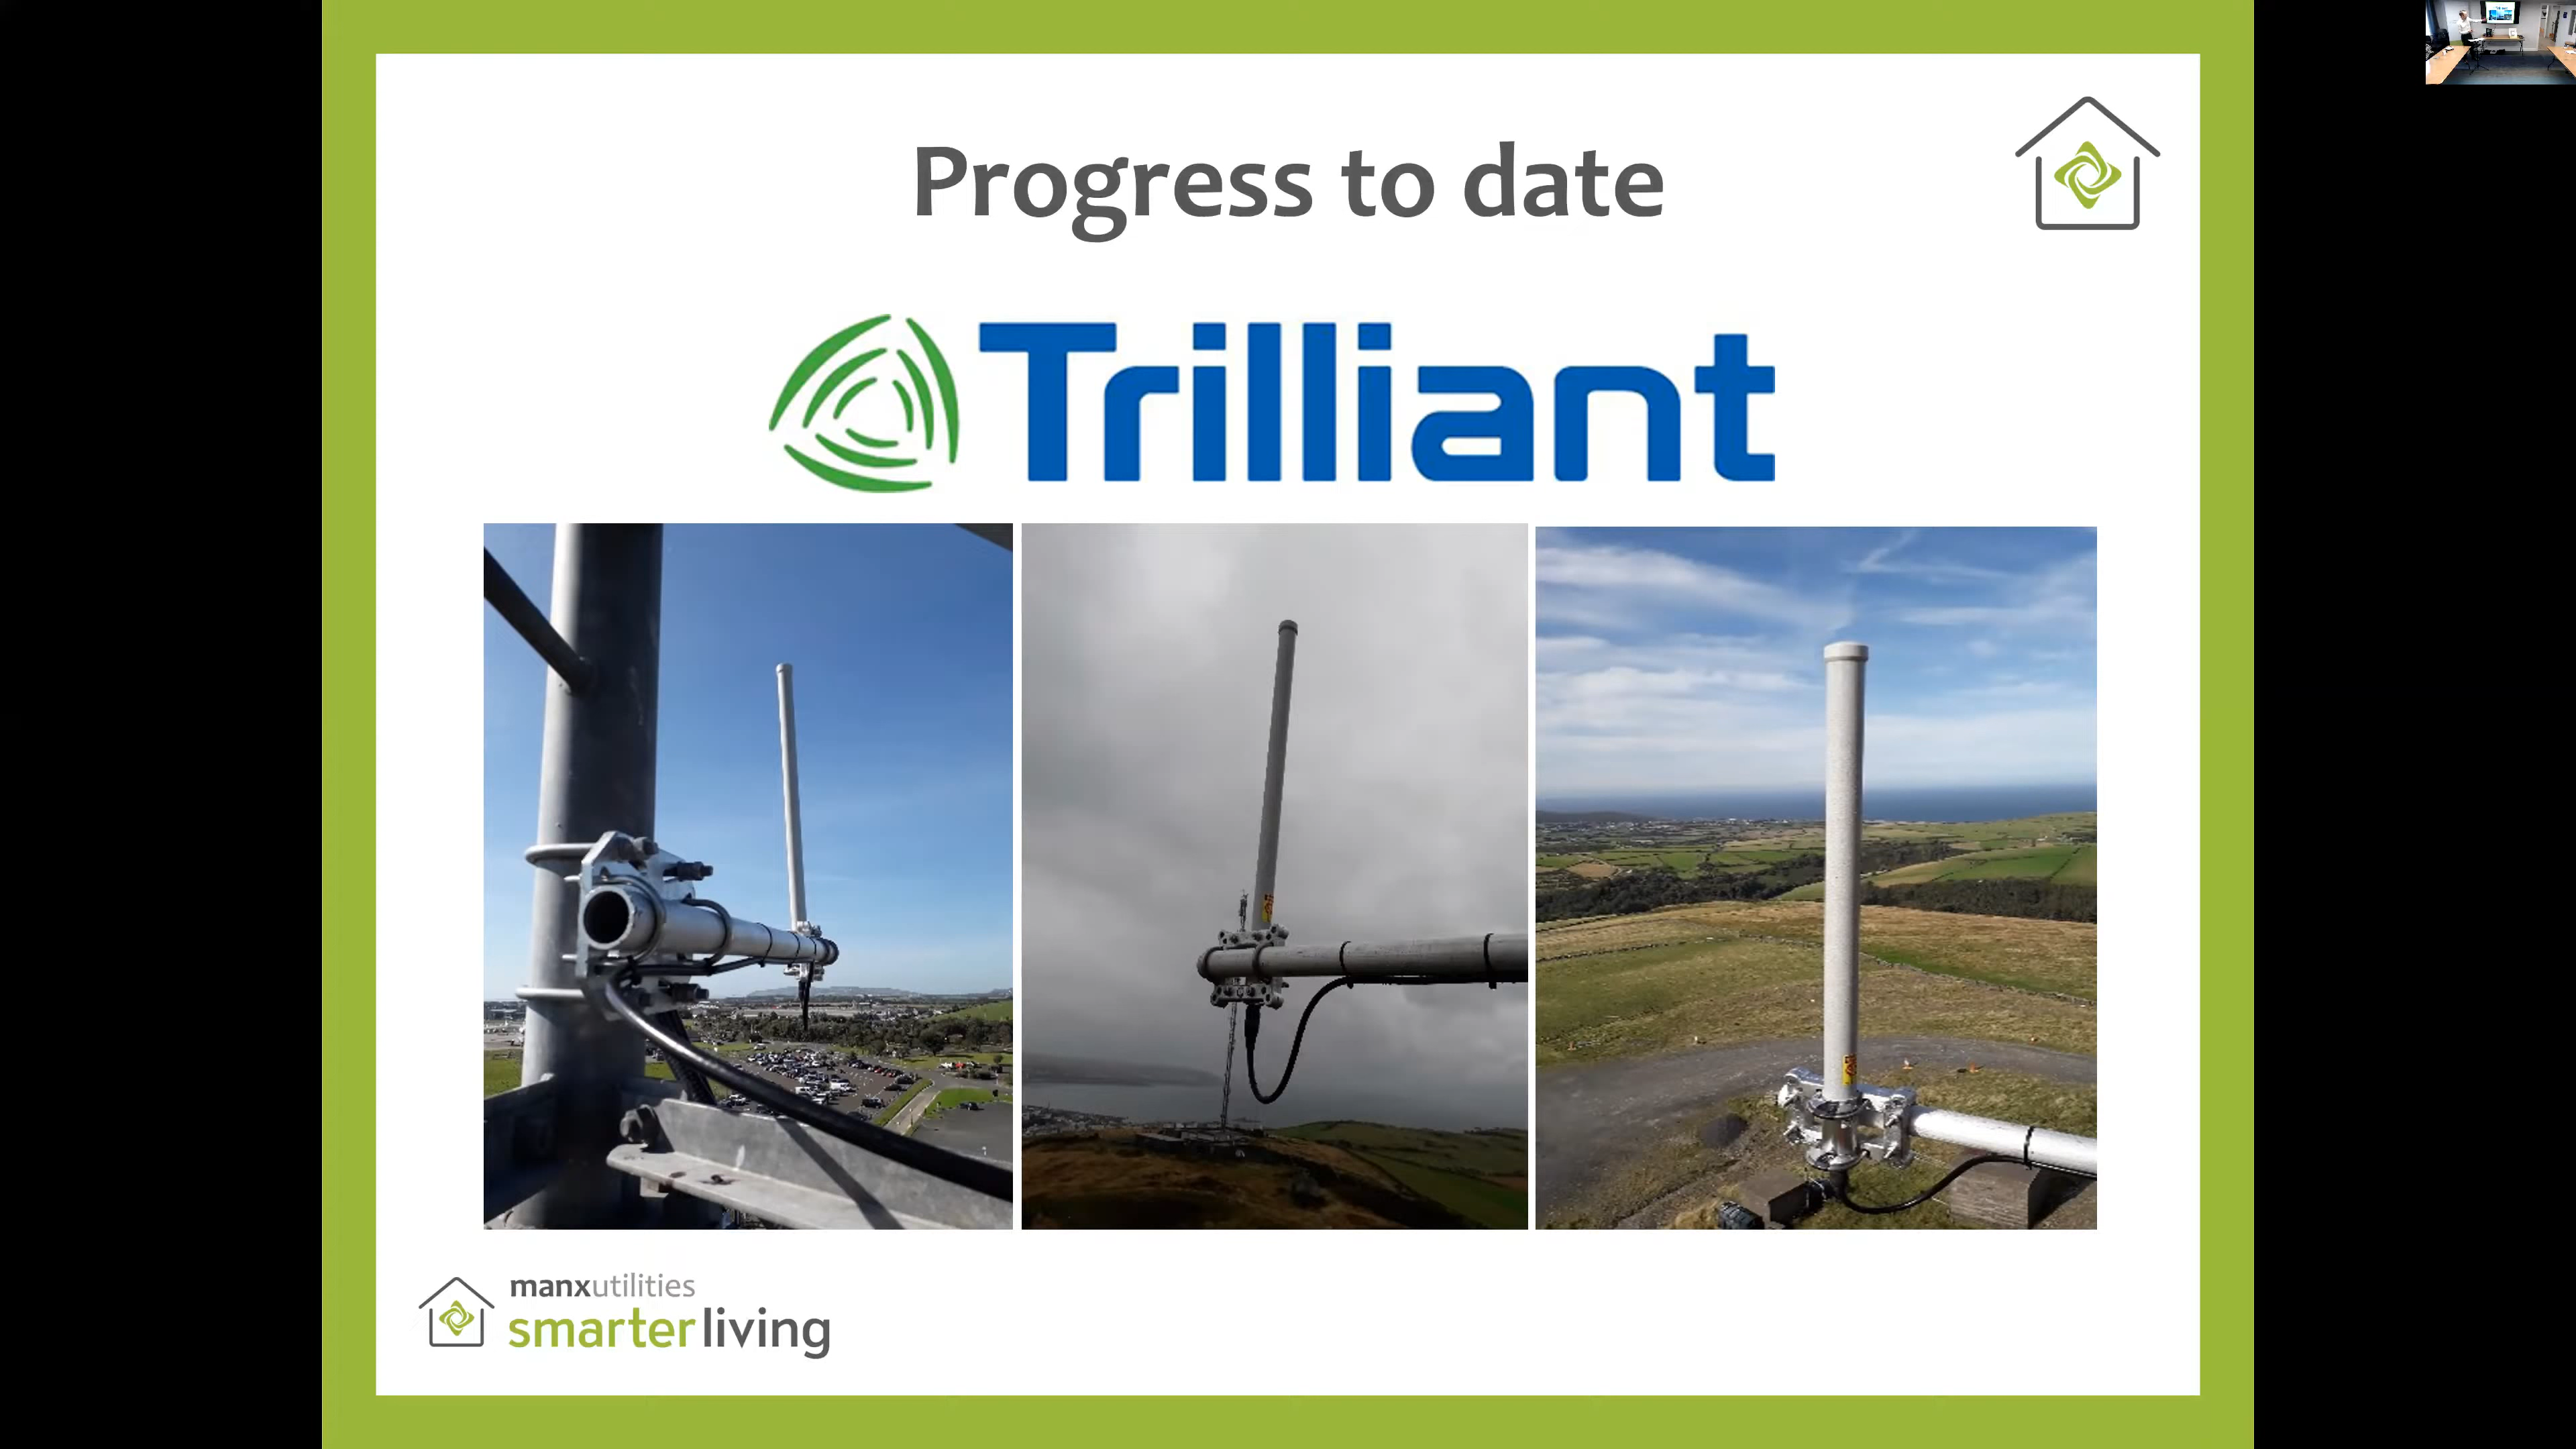 Progress to date
Trilliant
manxutilities
smarterliving